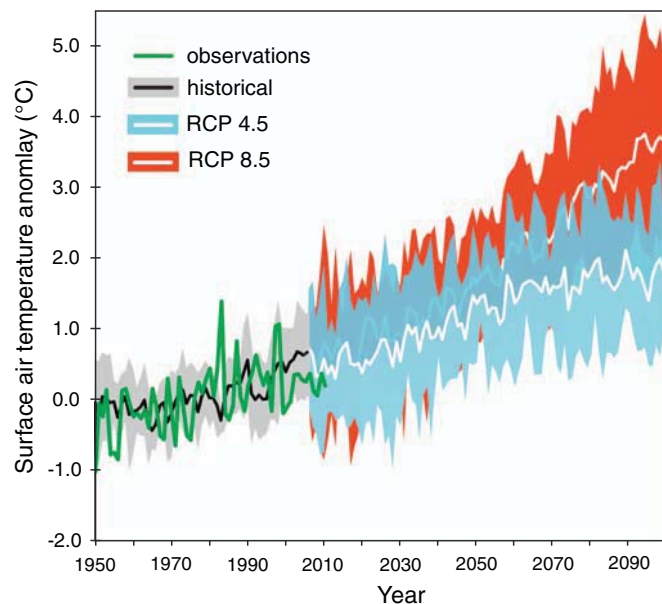 Surface air temperature anomlay (°C)
5.0
4.0
3.0
2.0
1.0
0.0
-1.0
-2.0
observations
historical
RCP 4.5
RCP 8.5
1950
1970
1990
2010
2030
2050
2070
2090
Year